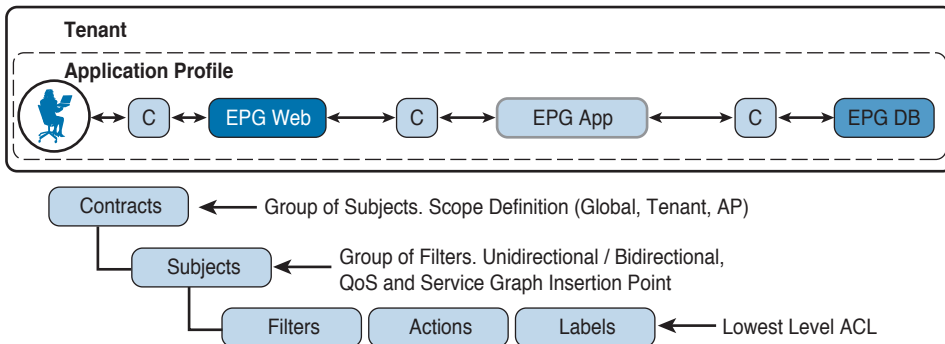 Tenant
Application Profile
C
EPG Web
C
EPG App
C
EPG DB
Contracts
Group of Subjects. Scope Definition (Global, Tenant, AP)
Subjects
Group of Filters. Unidirectional / Bidirectional,
QoS and Service Graph Insertion Point
Filters
Actions
Labels
Lowest Level ACL